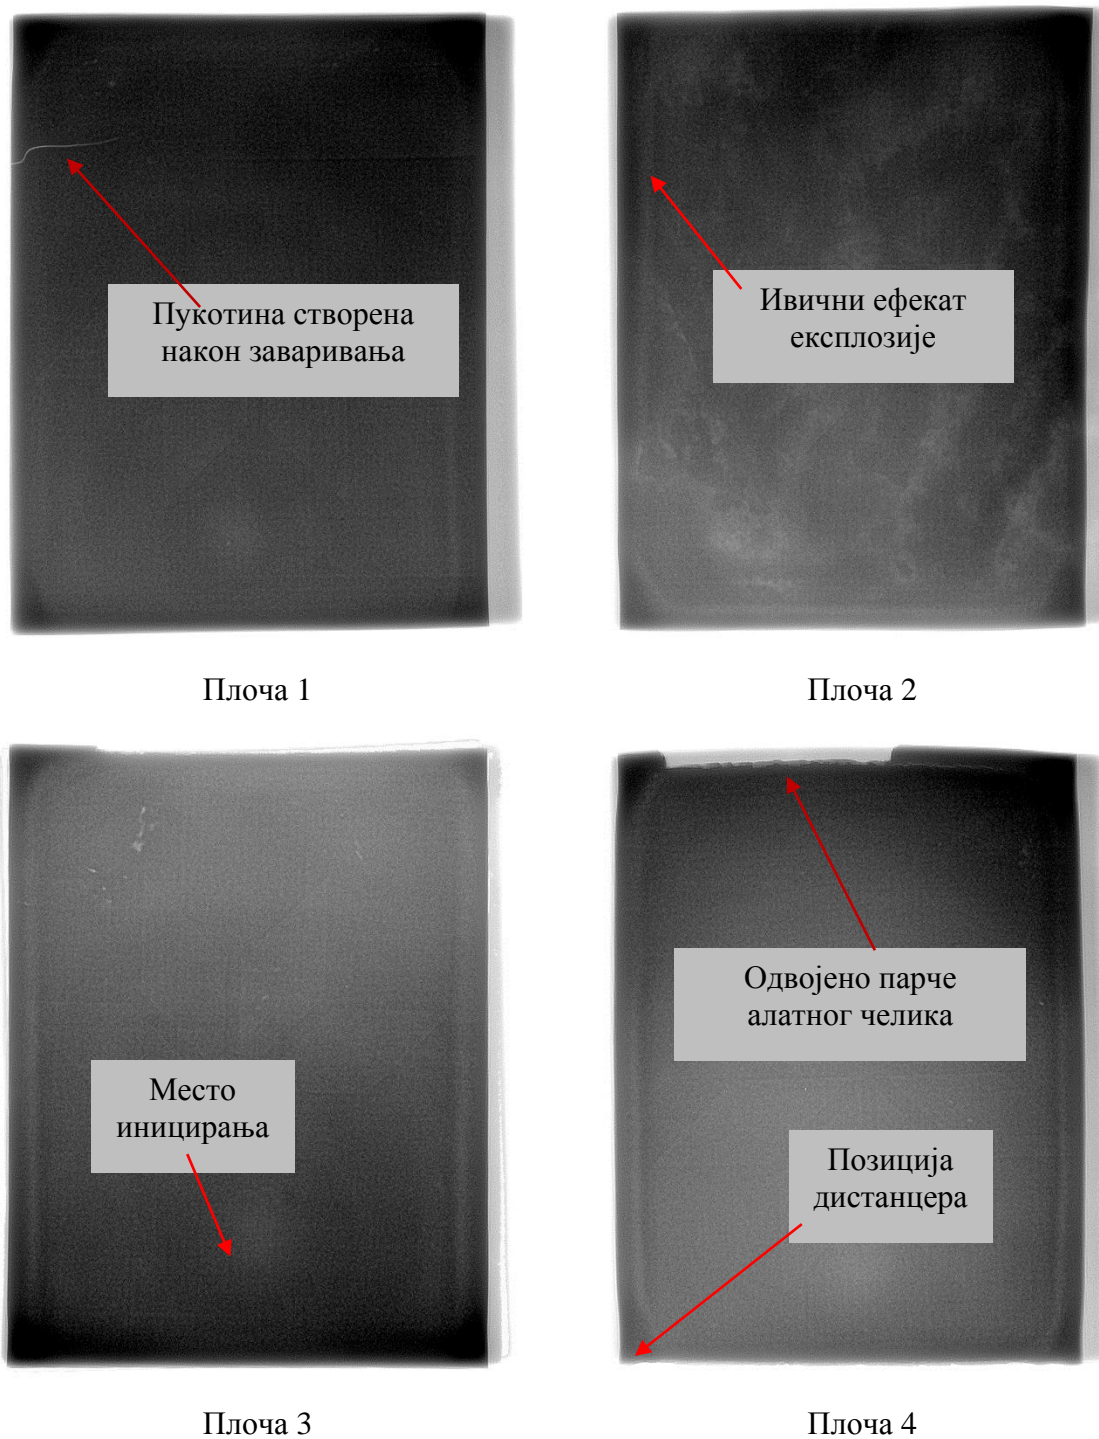 Пукотина створена
након заваривања
Ивични ефекат
експлозије
Плоча 1
Плоча 2
Одвојено парче
алатног челика
Место
иницирања
Позиција
дистанцера
Плоча 3
Плоча 4